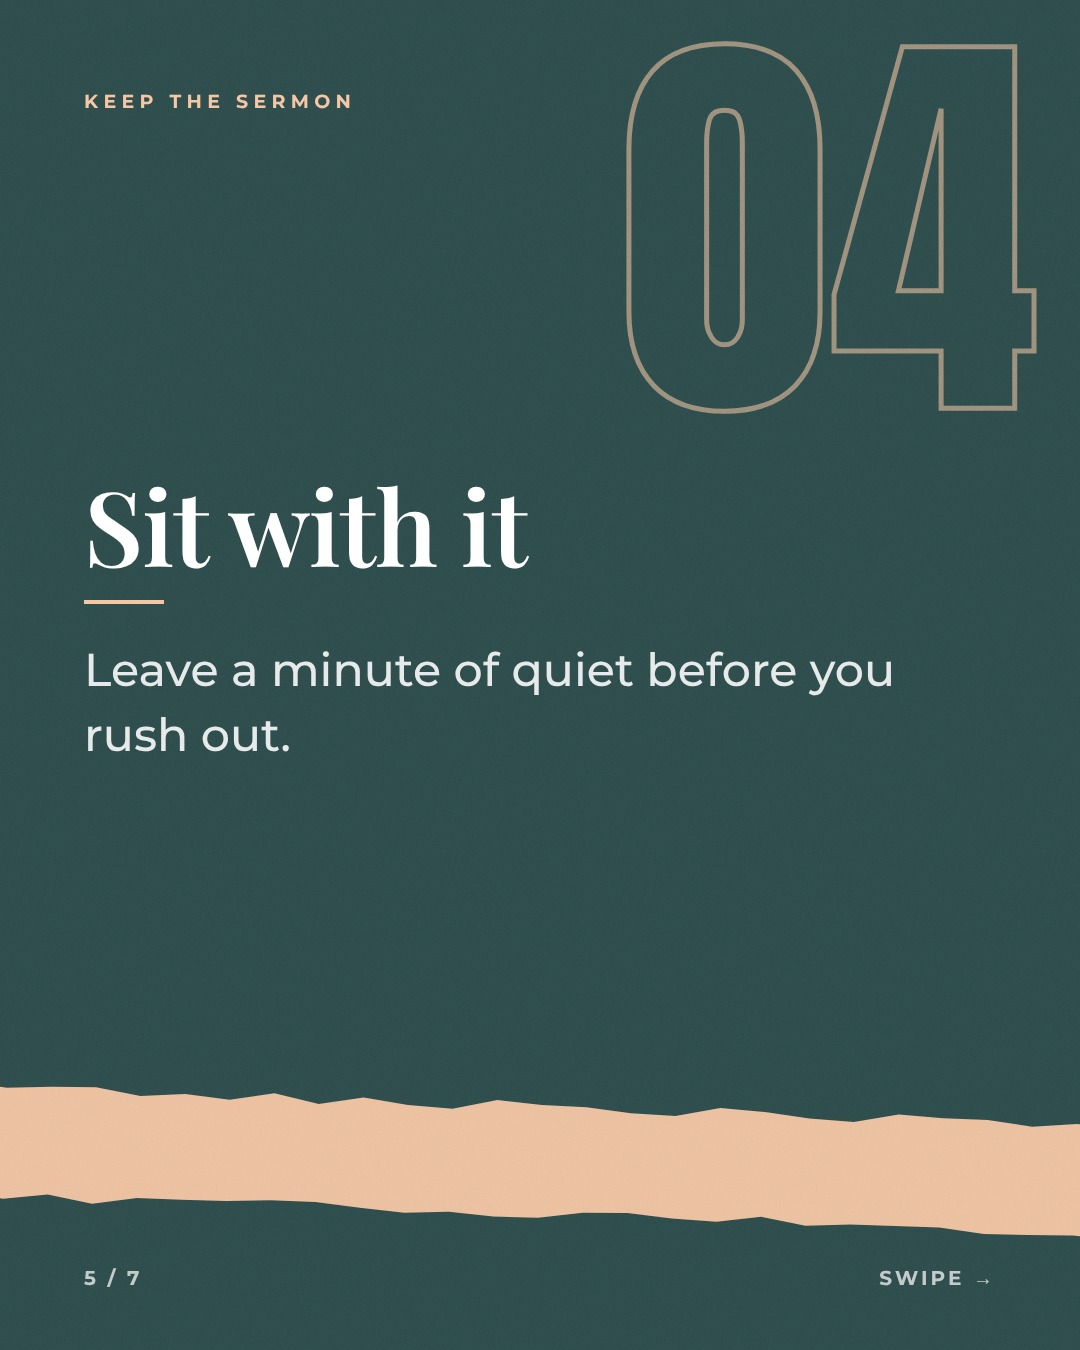 KEEP THE SERMON
04
Sit with it
Leave a minute of quiet before you
rush out.
5 / 7
SWIPE →